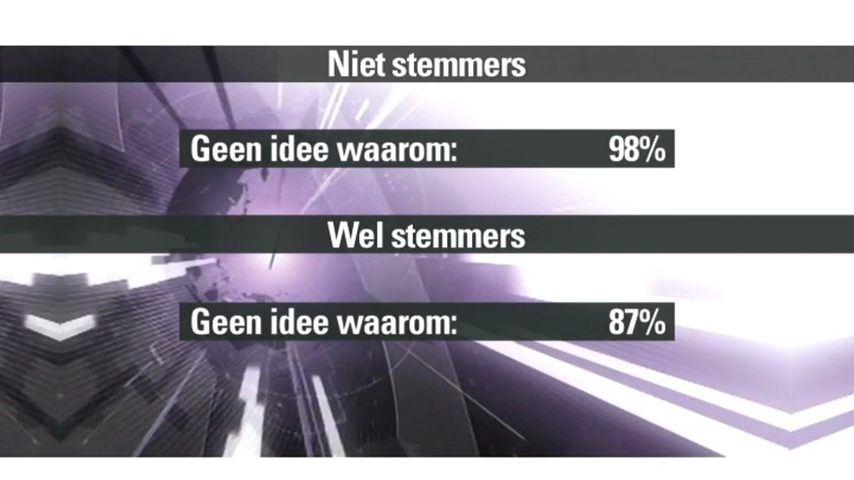 Niet stemmers
Geen idee waarom: 98%
Wel stemmers
Geen idee waarom: 87%